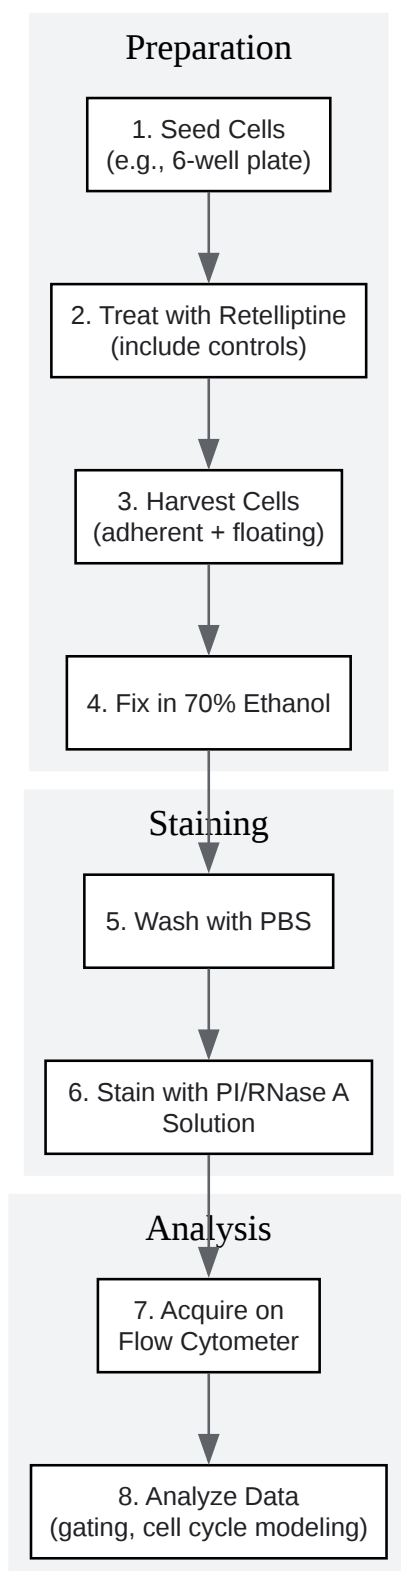 Preparation
1. Seed Cells
(e.g., 6-well plate)
2. Treat with Retelliptine
(include controls)
3. Harvest Cells
(adherent + floating)
4. Fix in 70% Ethanol
Staining
5. Wash with PBS
6. Stain with PI/RNase A
Solution
Analysis
7. Acquire on
Flow Cytometer
8. Analyze Data
(gating, cell cycle modeling)